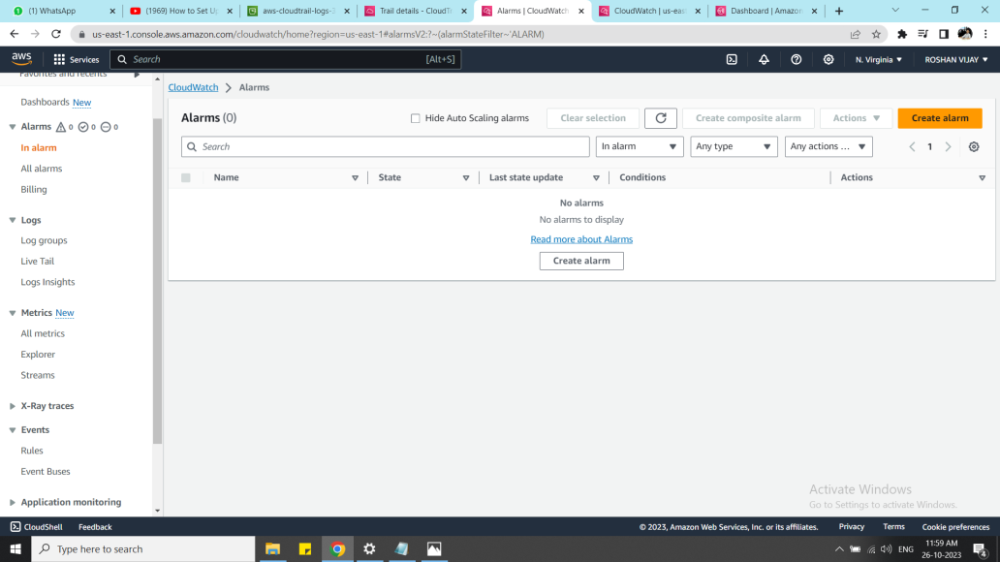 (1) WhatsApp
(1969) How to Set Up
aws-cloudtrail-logs-2
Trail details - CloudTr
Alarms | CloudWatch
CloudWatch | us-eas
Dashboard | Amazon
us-east-1.console.aws.amazon.com/cloudwatch/home?region=us-east-1#alarmsV2:?~(alarmStateFilter~'ALARM)
aws
Services
Search
[Alt+S]
N. Virginia
ROSHAN VIJAY
Favorites and recents
Dashboards New
Alarms 0 0 0
In alarm
All alarms
Billing
Logs
Log groups
Live Tail
Logs Insights
Metrics New
All metrics
Explorer
Streams
X-Ray traces
Events
Rules
Event Buses
Application monitoring
CloudWatch
Alarms
Alarms (0)
Hide Auto Scaling alarms
Clear selection
Create composite alarm
Actions
Create alarm
Search
In alarm
Any type
Any actions ...
1
Name
State
Last state update
Conditions
Actions
No alarms
No alarms to display
Read more about Alarms
Create alarm
Activate Windows
Go to Settings to activate Windows.
CloudShell
Feedback
© 2023, Amazon Web Services, Inc. or its affiliates.
Privacy
Terms
Cookie preferences
Type here to search
ENG
11:59 AM
26-10-2023
4